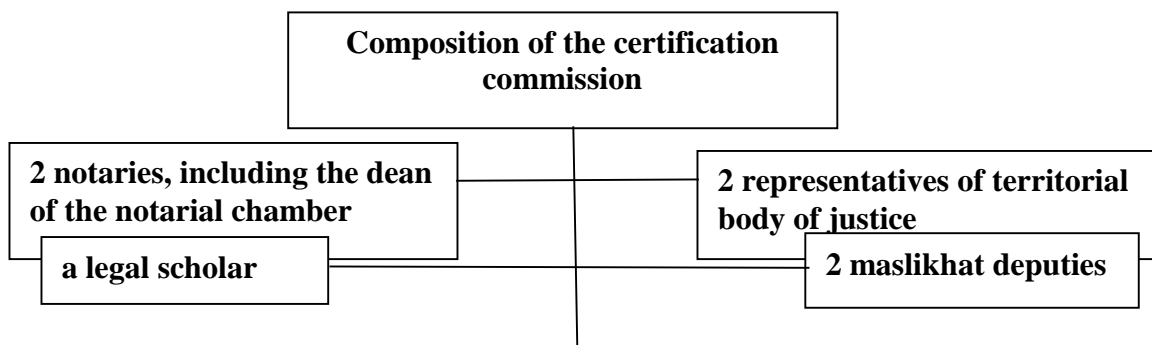 Composition of the certification
commission
2 notaries, including the dean
of the notarial chamber
2 representatives of territorial
body of justice
a legal scholar
2 maslikhat deputies